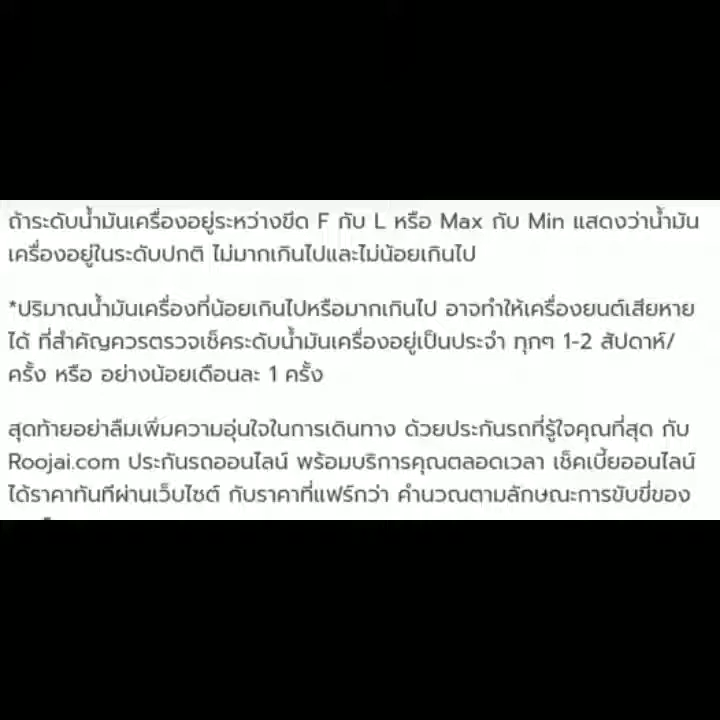 ถ้าระดับน้ำมันเครื่องอยู่ระหว่างขีด F กับ L หรือ Max กับ Min แสดงว่าน้ำมัน
เครื่องอยู่ในระดับปกติ ไม่มากเกินไปและไม่น้อยเกินไป
*ปริมาณน้ำมันเครื่องที่น้อยเกินไปหรือมากเกินไป อาจทำให้เครื่องยนต์เสียหาย
ได้ ที่สำคัญควรตรวจเช็คระดับน้ำมันเครื่องอยู่เป็นประจำ ทุกๆ 1-2 สัปดาห์/
ครั้ง หรือ อย่างน้อยเดือนละ 1 ครั้ง
สุดท้ายอย่าลืมเพิ่มความอุ่นใจในการเดินทาง ด้วยประกันรถที่รู้ใจคุณที่สุด กับ
Roojai.com ประกันรถออนไลน์ พร้อมบริการคุณตลอดเวลา เช็คเบี้ยออนไลน์
ได้ราคาทันทีผ่านเว็บไซต์ กับราคาที่แฟร์กว่า คำนวณตามลักษณะการขับขี่ของ